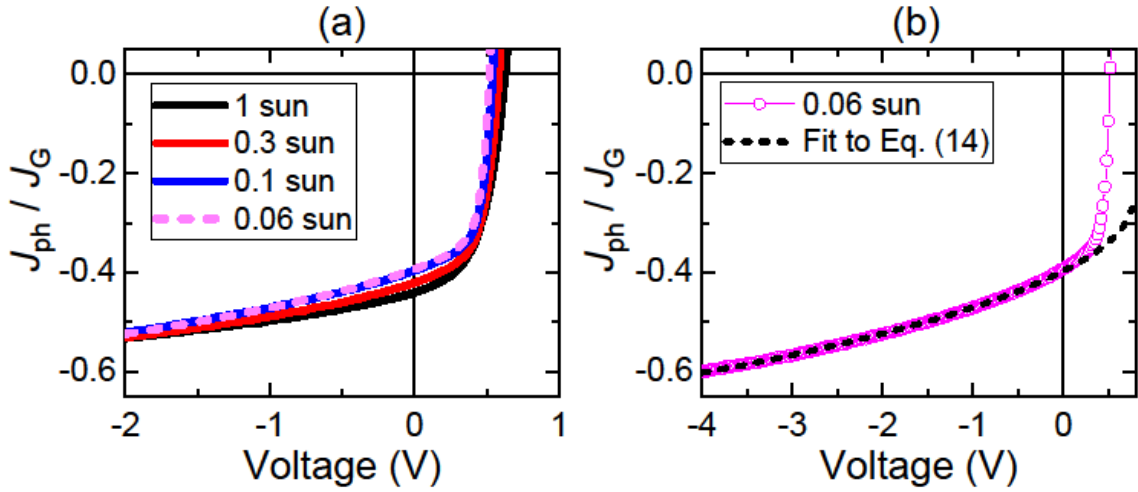 (a)
J_ph / J_G
0.0
-0.2
-0.4
-0.6
1 sun
0.3 sun
0.1 sun
0.06 sun
-2
-1
0
1
Voltage (V)
(b)
J_ph / J_G
0.0
-0.2
-0.4
-0.6
0.06 sun
Fit to Eq. (14)
-4
-3
-2
-1
0
Voltage (V)